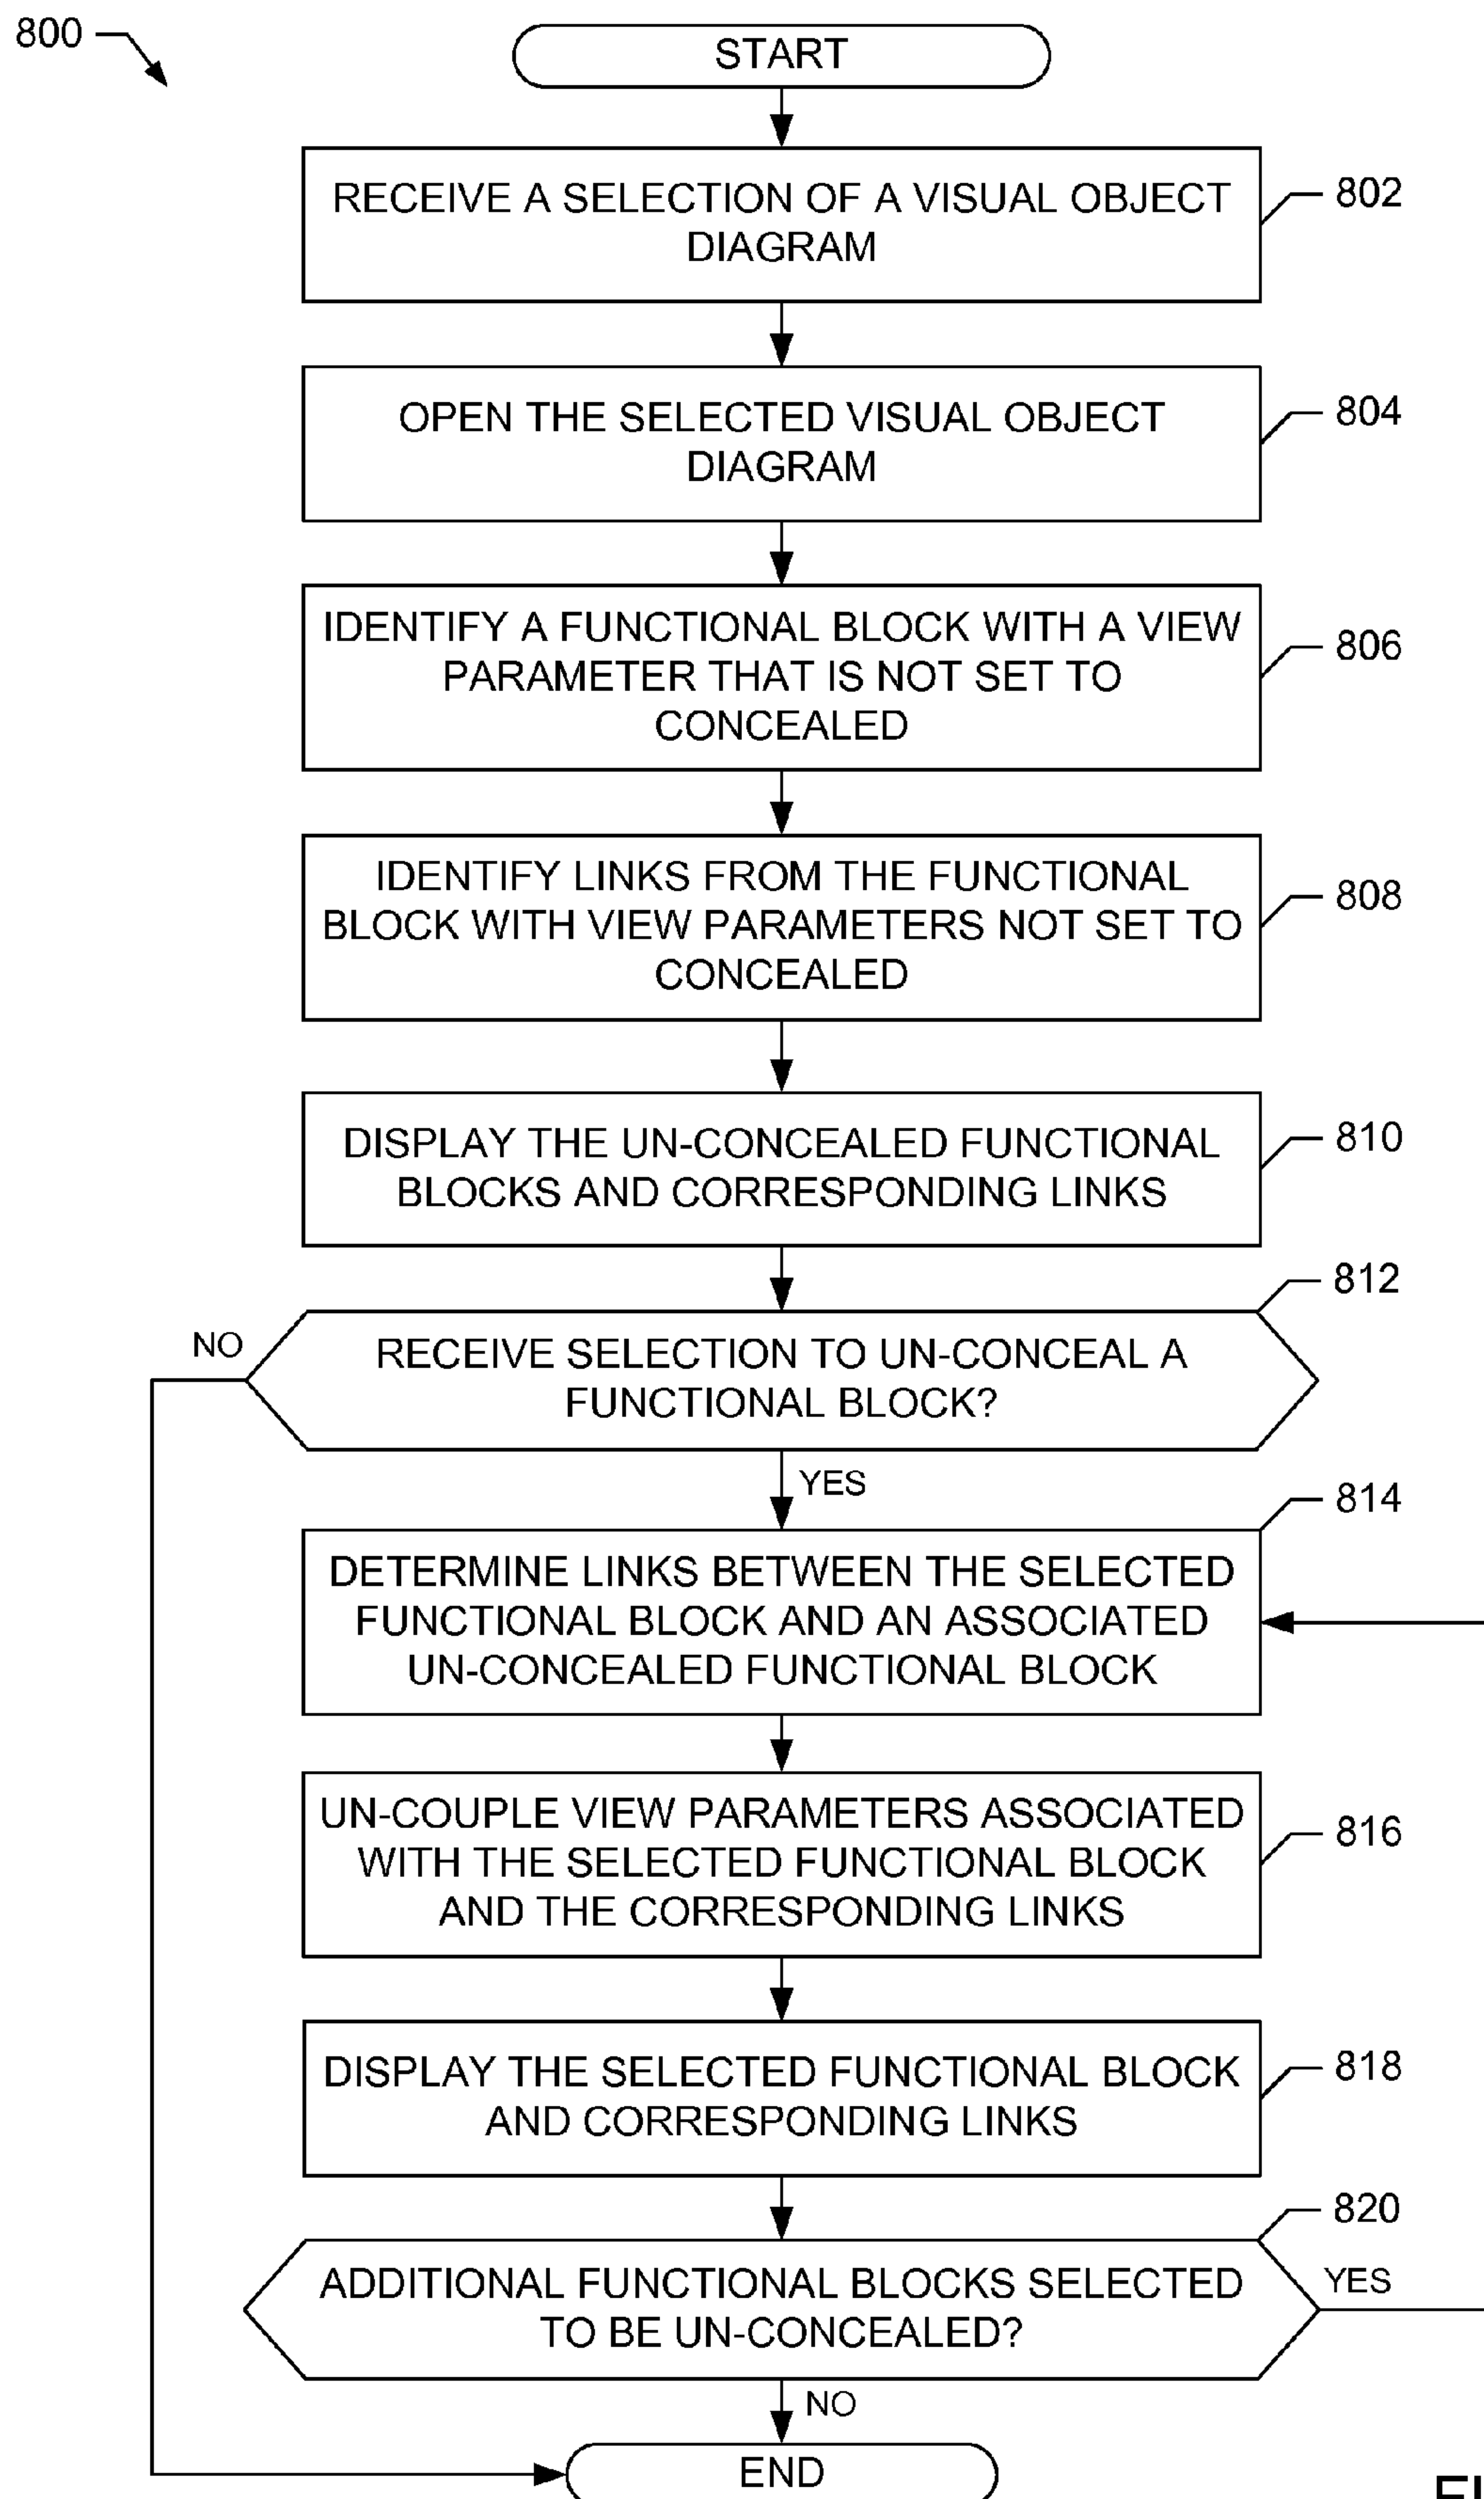 800
START
RECEIVE A SELECTION OF A VISUAL OBJECT
DIAGRAM
802
OPEN THE SELECTED VISUAL OBJECT
DIAGRAM
804
IDENTIFY A FUNCTIONAL BLOCK WITH A VIEW
PARAMETER THAT IS NOT SET TO
CONCEALED
806
IDENTIFY LINKS FROM THE FUNCTIONAL
BLOCK WITH VIEW PARAMETERS NOT SET TO
CONCEALED
808
DISPLAY THE UN-CONCEALED FUNCTIONAL
BLOCKS AND CORRESPONDING LINKS
810
812
NO
RECEIVE SELECTION TO UN-CONCEAL A
FUNCTIONAL BLOCK?
YES
814
DETERMINE LINKS BETWEEN THE SELECTED
FUNCTIONAL BLOCK AND AN ASSOCIATED
UN-CONCEALED FUNCTIONAL BLOCK
UN-COUPLE VIEW PARAMETERS ASSOCIATED
WITH THE SELECTED FUNCTIONAL BLOCK
AND THE CORRESPONDING LINKS
816
DISPLAY THE SELECTED FUNCTIONAL BLOCK
AND CORRESPONDING LINKS
818
820
ADDITIONAL FUNCTIONAL BLOCKS SELECTED
TO BE UN-CONCEALED?
YES
NO
END